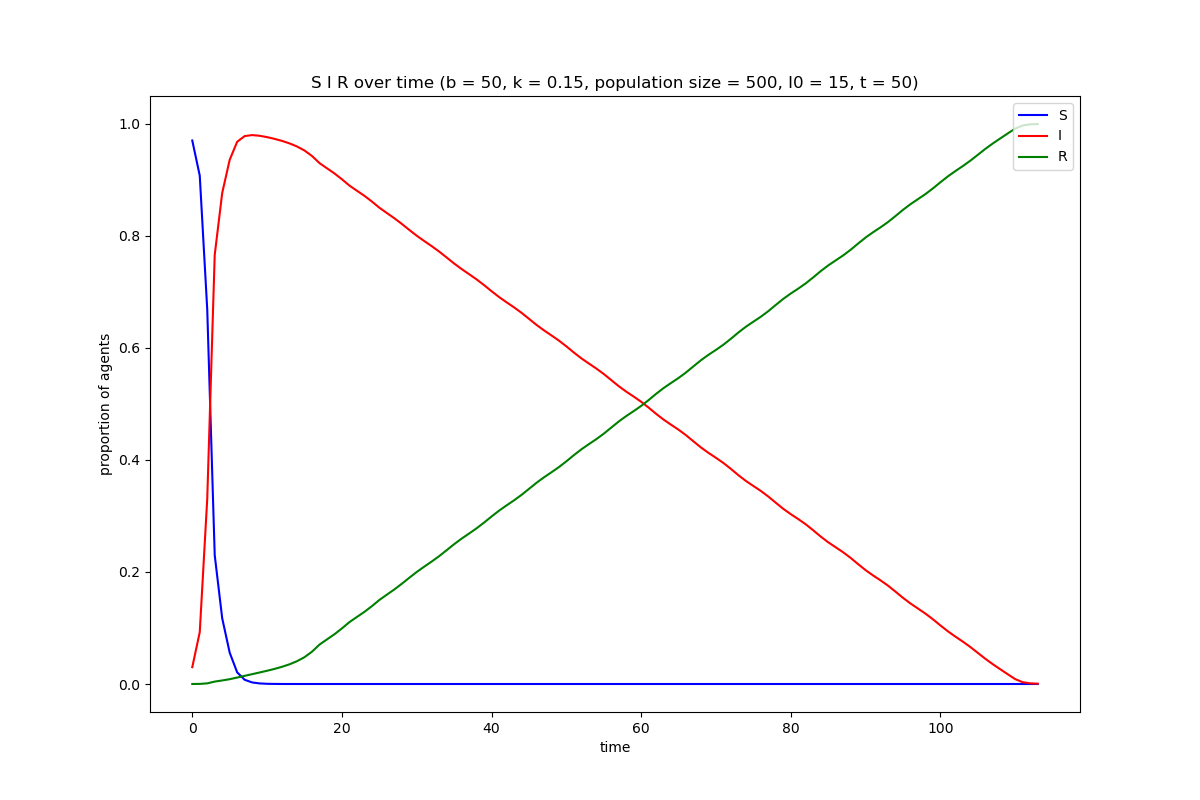 S I R over time (b = 50, k = 0.15, population size = 500, I0 = 15, t = 50)
1.0
0.8
0.6
0.4
0.2
0.0
proportion of agents
S
I
R
0 20 40 60 80 100
time